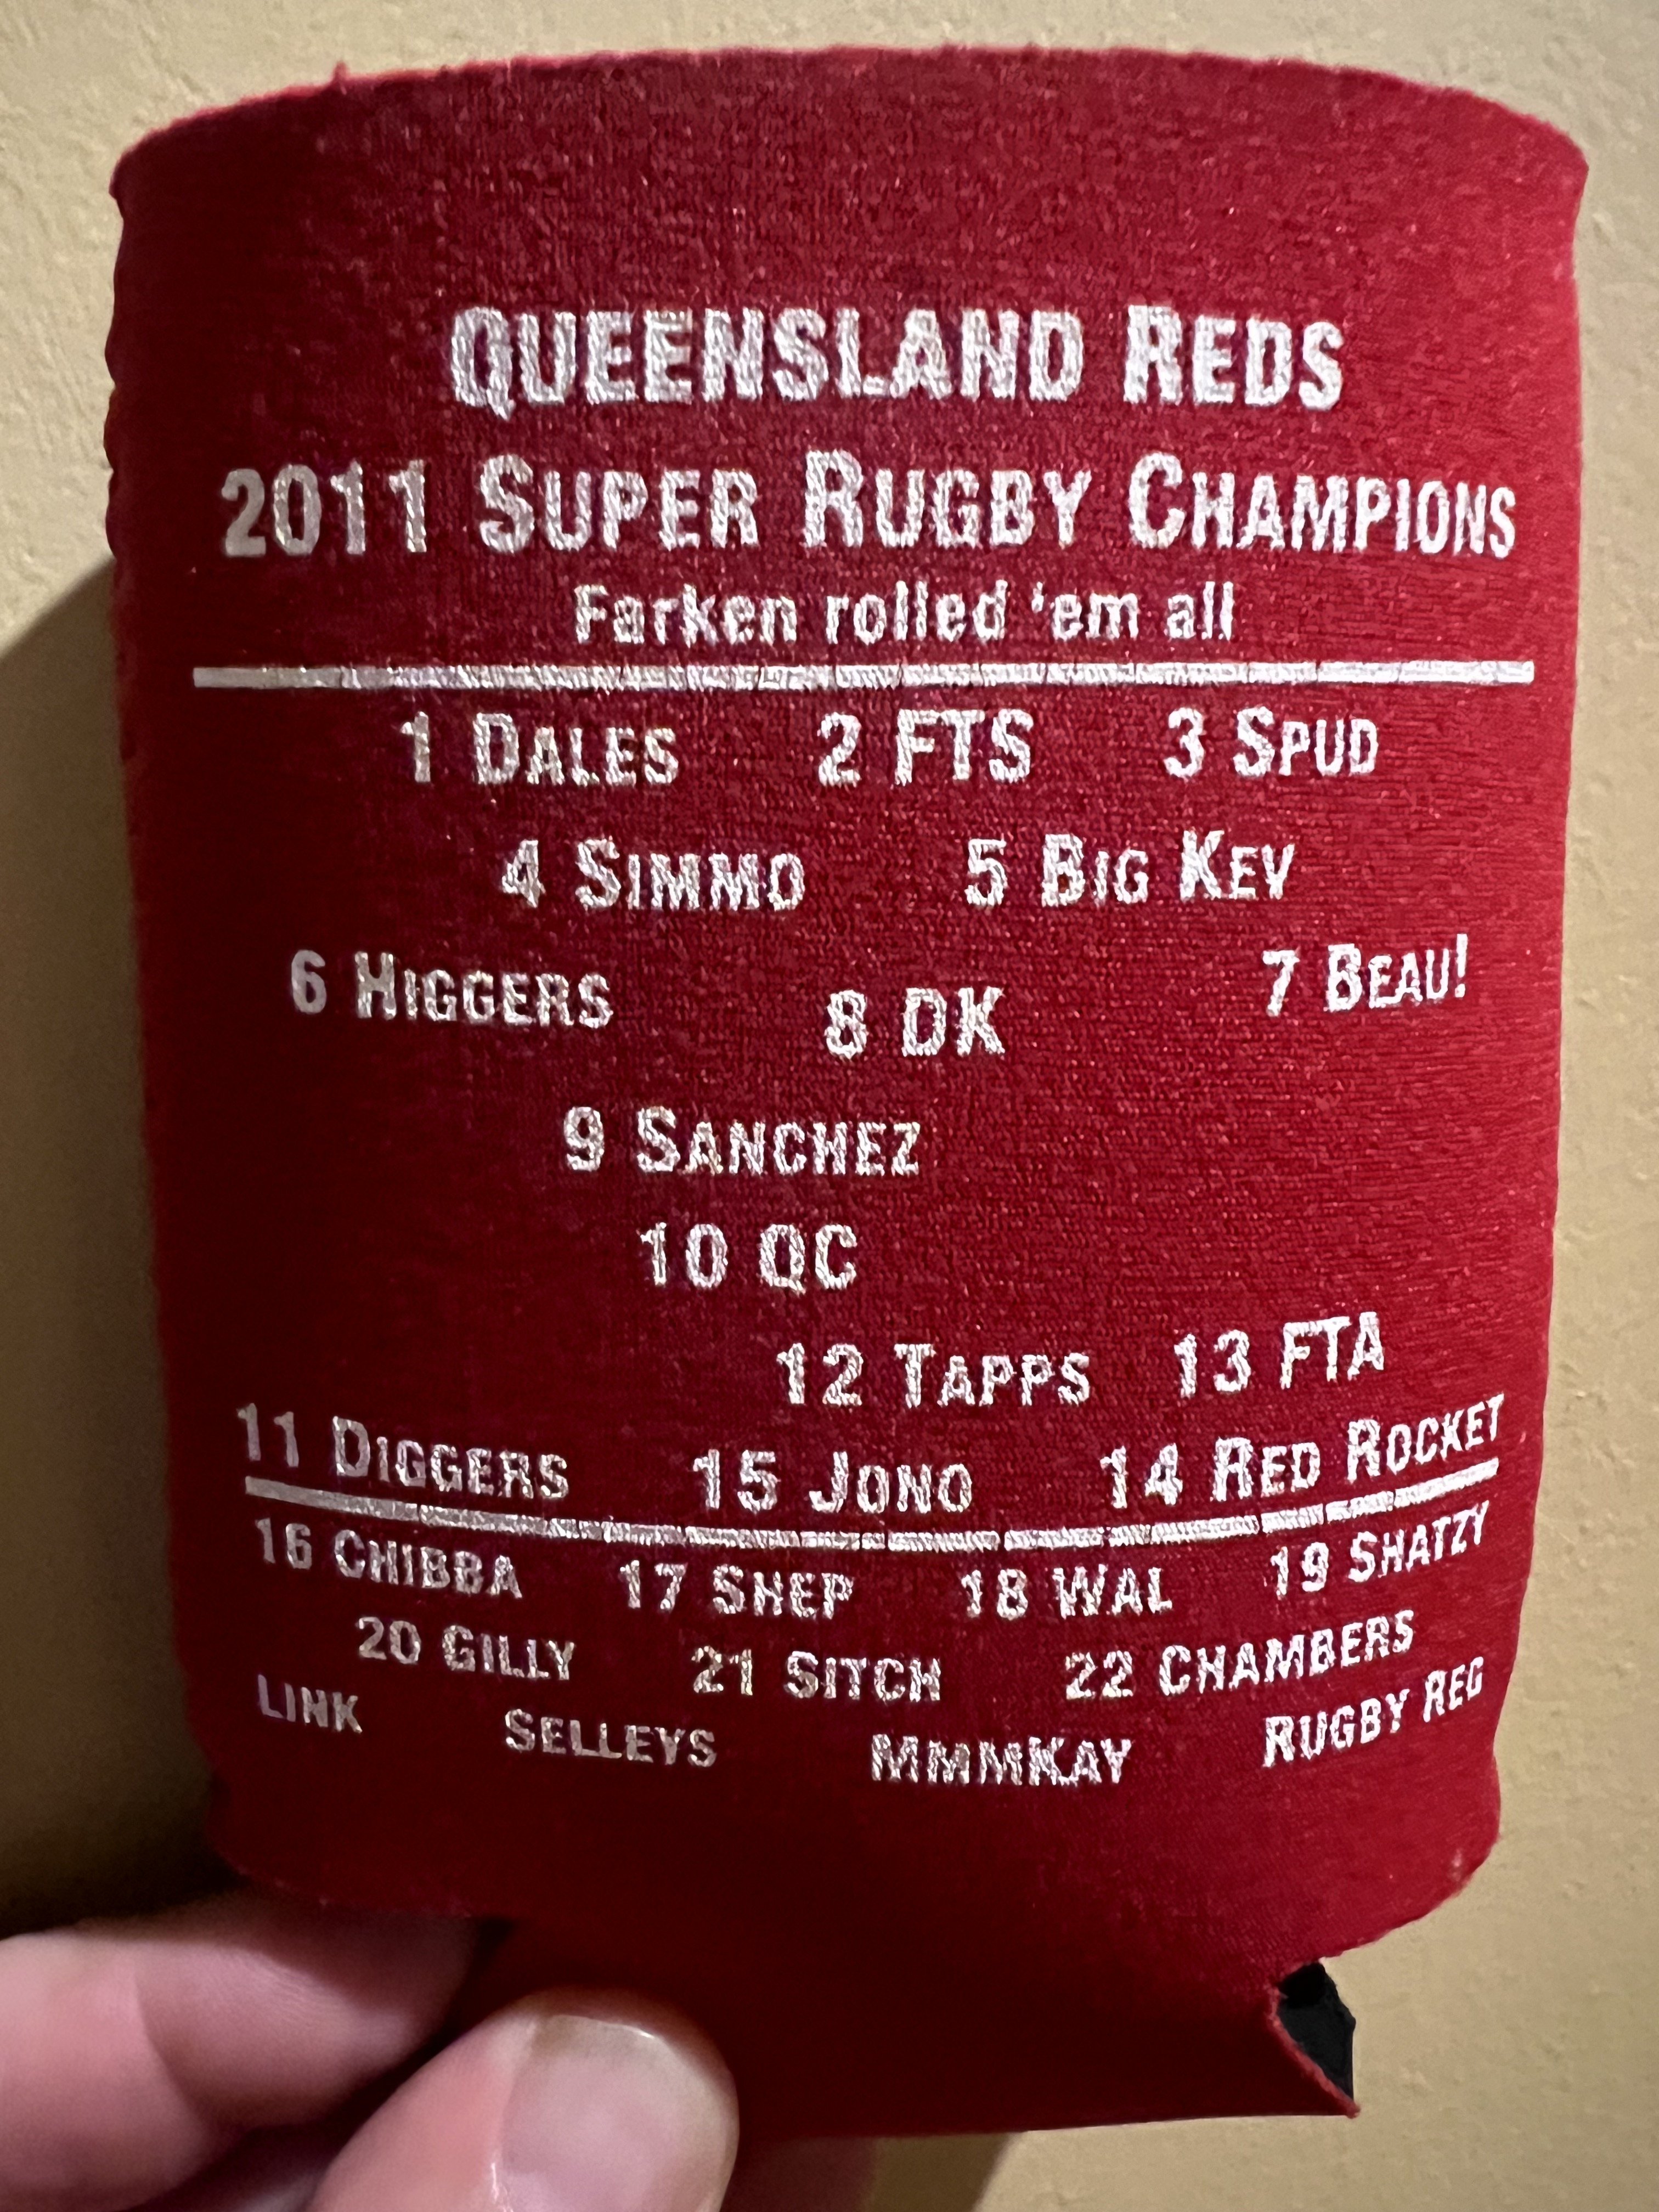 QUEENSLAND REDS
2011 SUPER RUGBY CHAMPIONS
Farken rolled ‘em all
1 DALES 2 FTS 3 SPUD
4 SIMMO 5 BIG KEV
6 HIGGERS 8 DK 7 BEAU!
9 SANCHEZ
10 QC
12 TAPPS 13 FTA
11 DIGGERS 15 JONO 14 RED ROCKET
16 CHIBBA 17 SHEP 18 WAL 19 SHATZY
20 GILLY 21 SITCH 22 CHAMBERS
LINK SELLEYS MMMKAY RUGBY REG